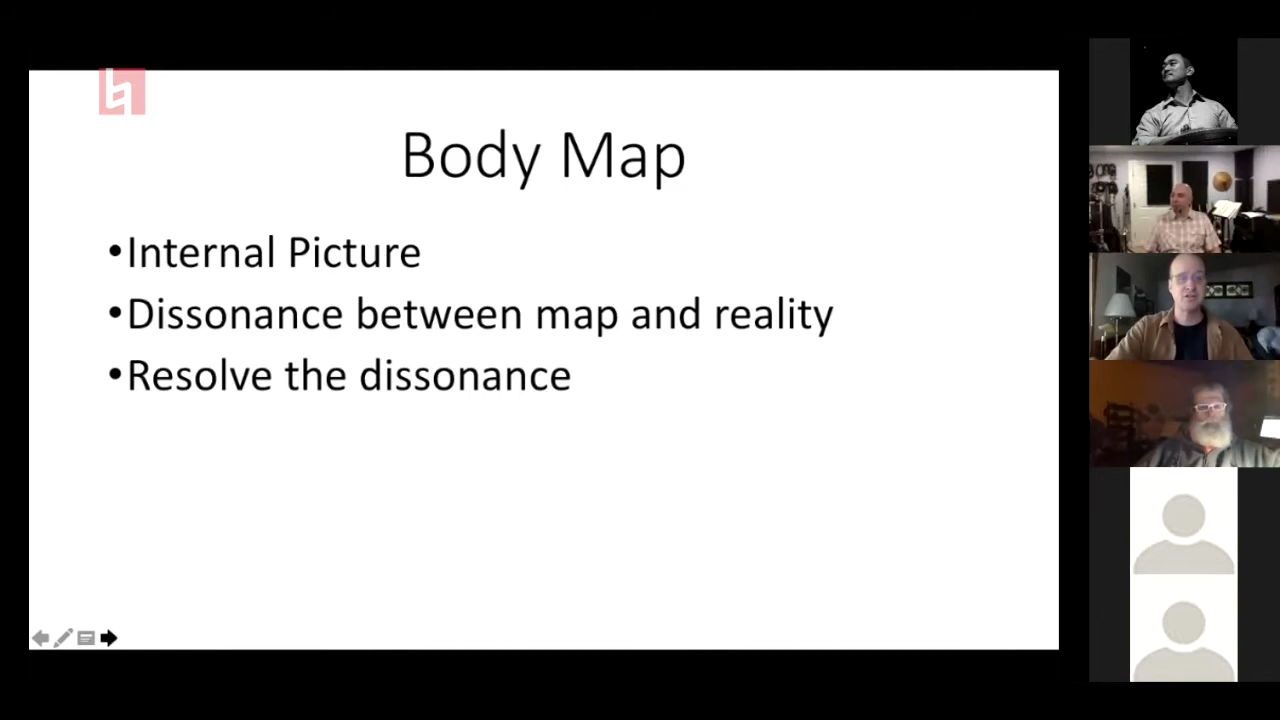 Body Map
•Internal Picture
•Dissonance between map and reality
•Resolve the dissonance